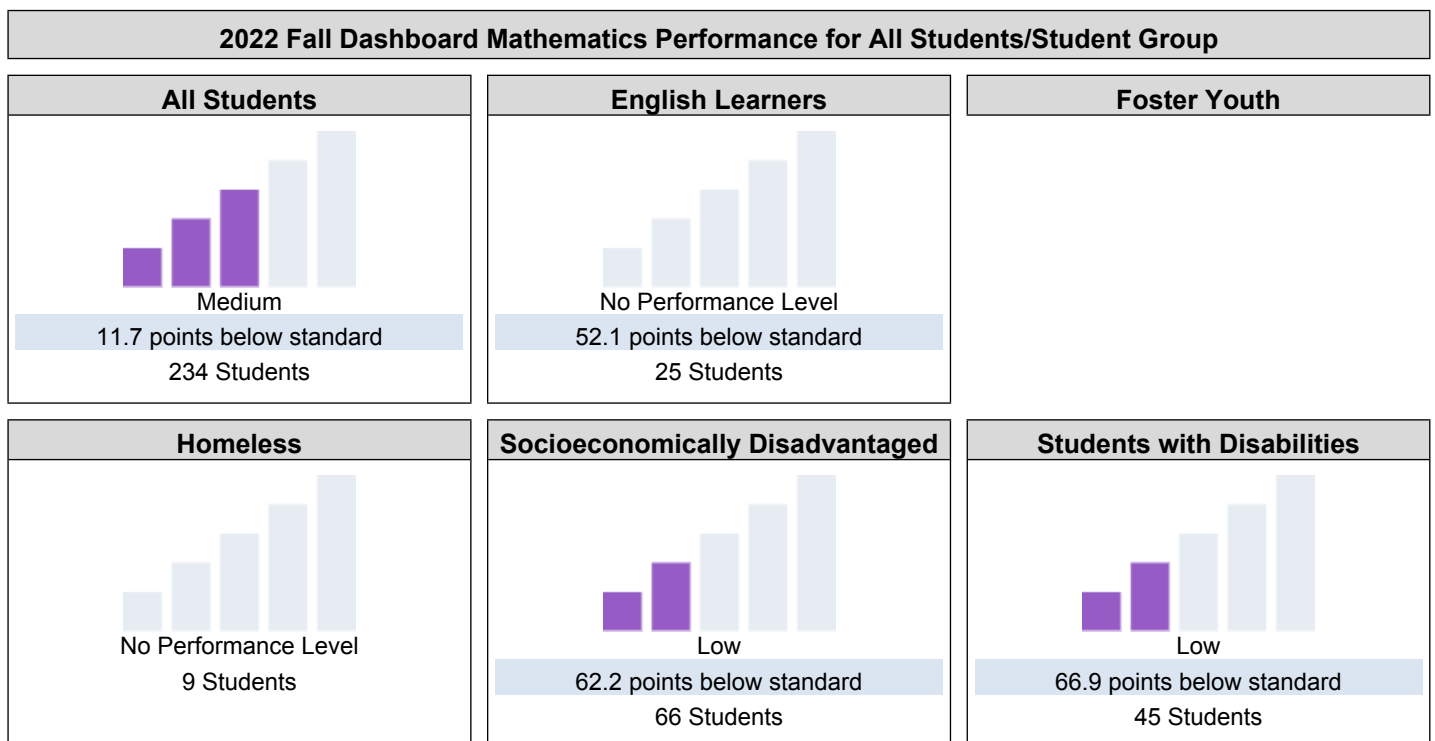 2022 Fall Dashboard Mathematics Performance for All Students/Student Group
All Students
Medium
11.7 points below standard
234 Students
English Learners
No Performance Level
52.1 points below standard
25 Students
Foster Youth
Homeless
No Performance Level
9 Students
Socioeconomically Disadvantaged
Low
62.2 points below standard
66 Students
Students with Disabilities
Low
66.9 points below standard
45 Students